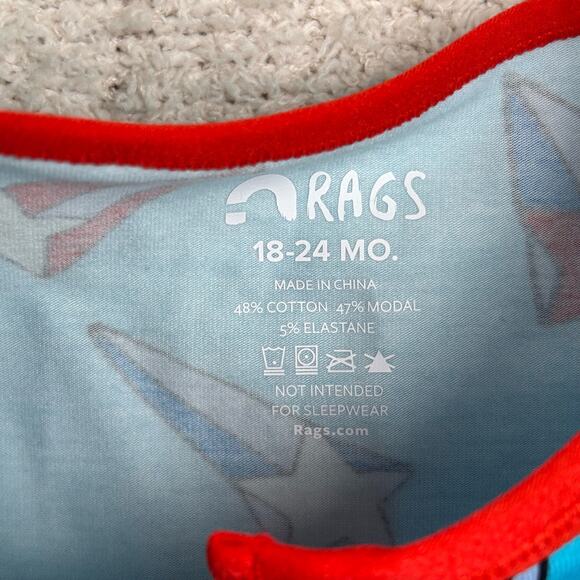 RAGS
18-24 MO.
MADE IN CHINA
48% COTTON 47% MODAL
5% ELASTANE
NOT INTENDED
FOR SLEEPWEAR
Rags.com